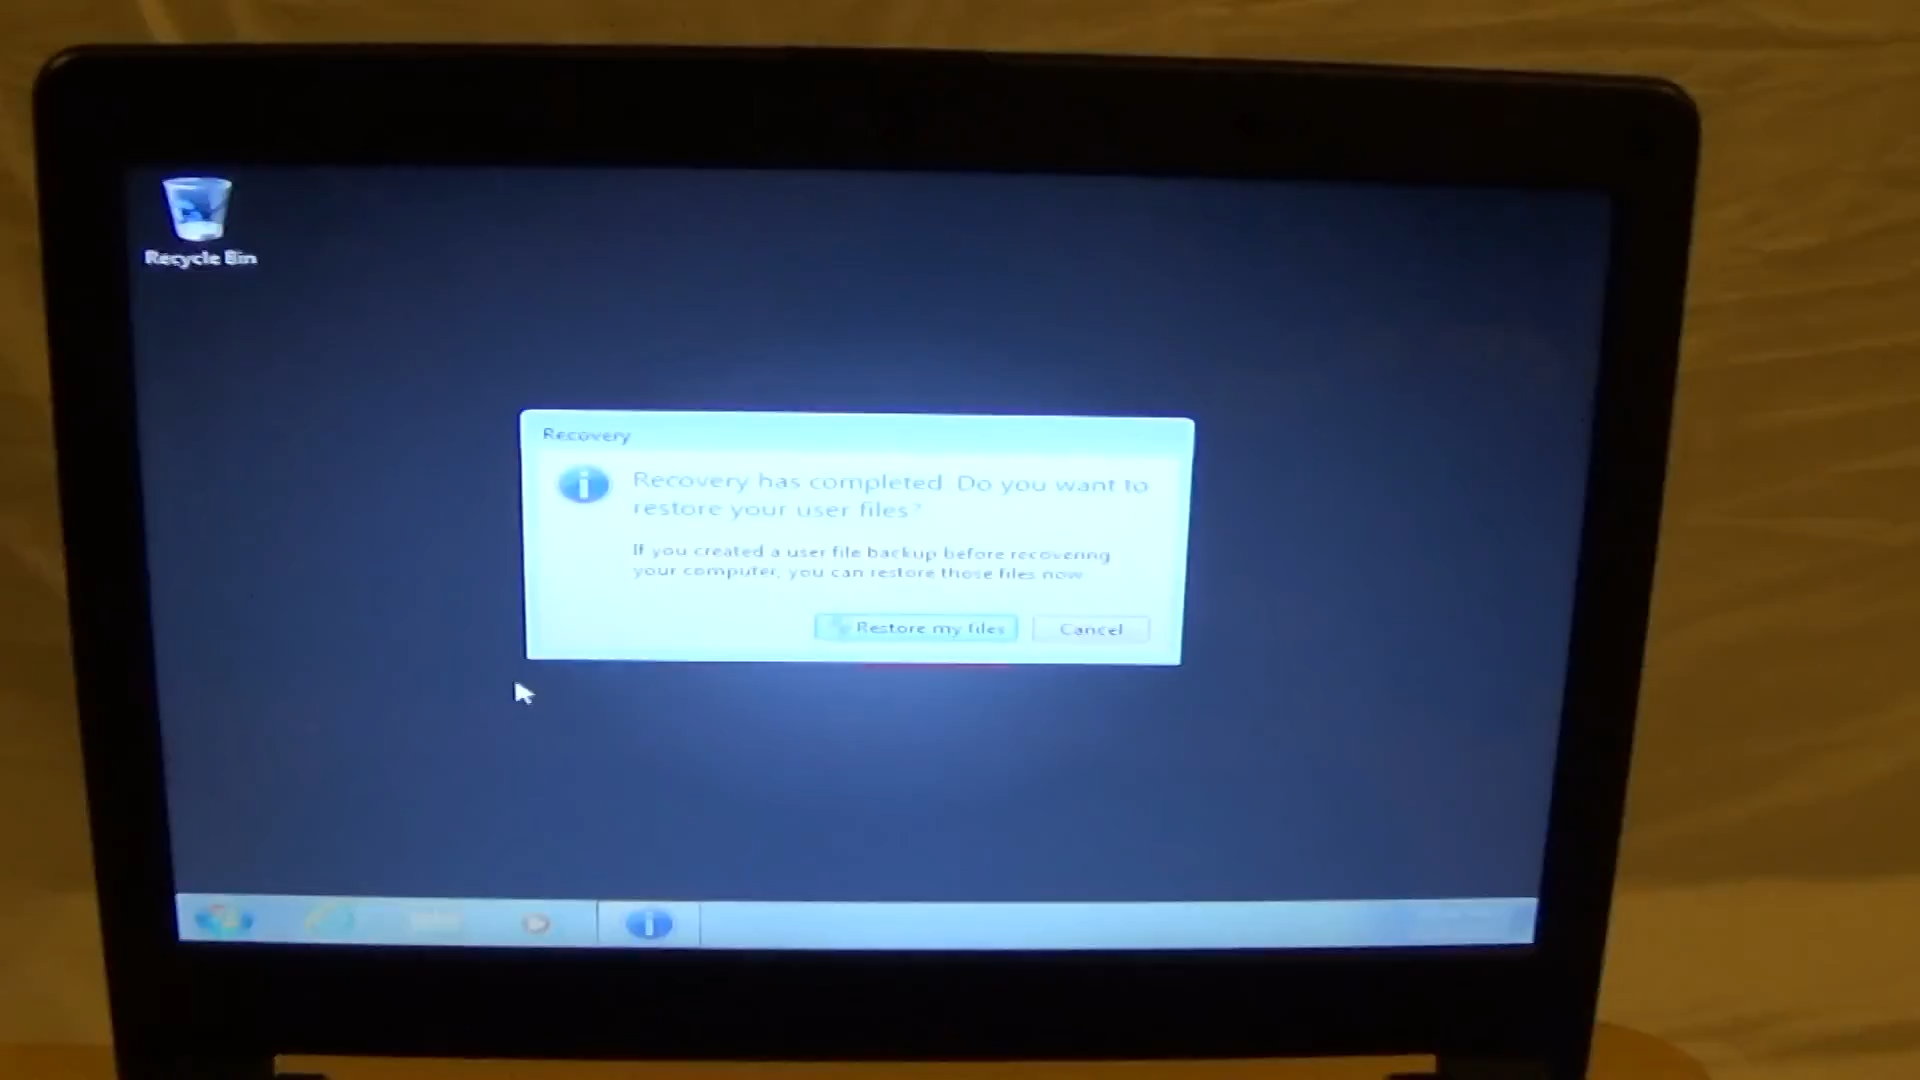 Recycle Bin
Recovery
Recovery has completed. Do you want to
restore your user files?
If you created a user file backup before recovering
your computer, you can restore those files now.
Restore my files
Cancel